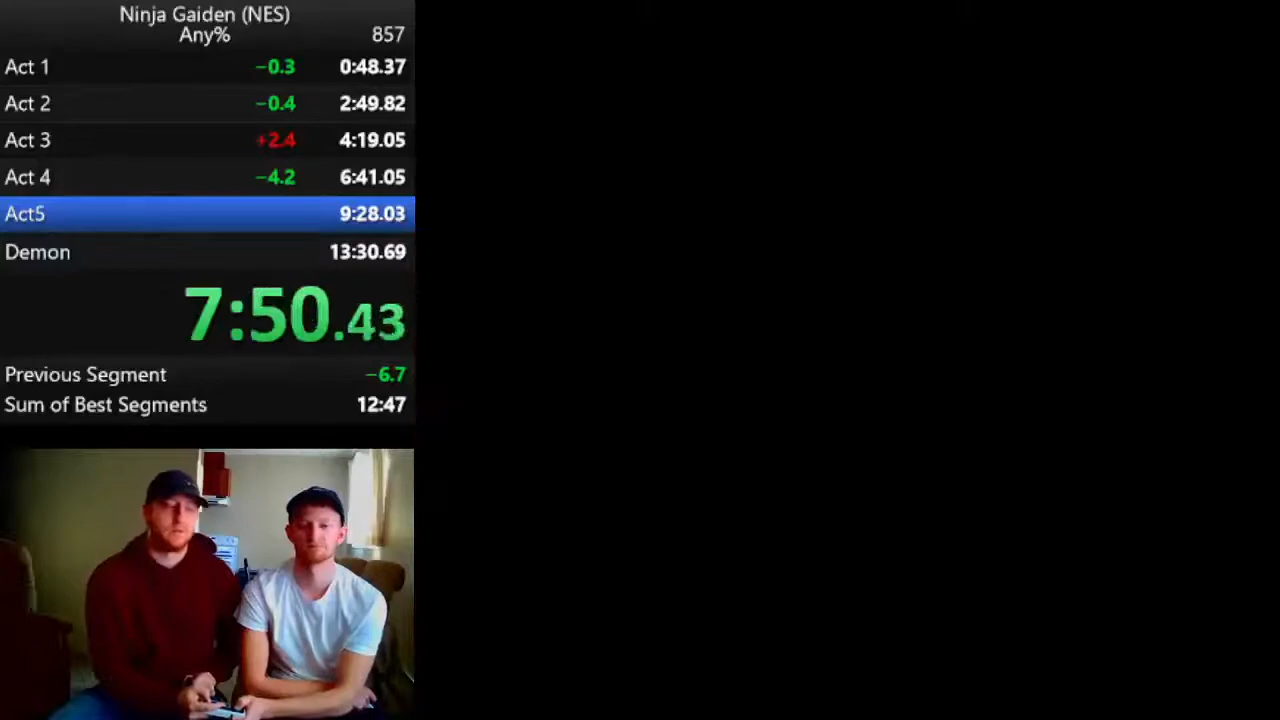 Ninja Gaiden (NES)
Any% 857
Act 1 −0.3 0:48.37
Act 2 −0.4 2:49.82
Act 3 +2.4 4:19.05
Act 4 −4.2 6:41.05
Act5 9:28.03
Demon 13:30.69
7:50.43
Previous Segment −6.7
Sum of Best Segments 12:47